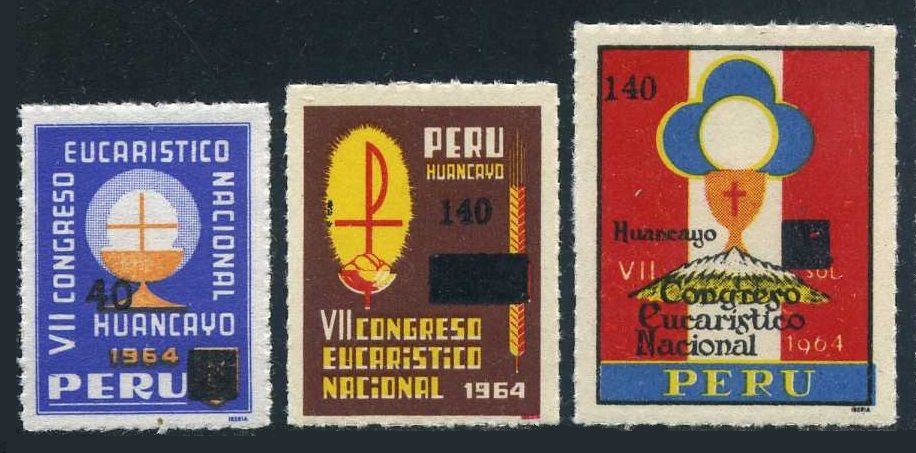 VII CONGRESO
EUCARISTICO
NACIONAL
40
HUANCAYO
1964
PERU
IBERIA
PERU
HUANCAYO
140
VII CONGRESO
EUCARiSTiCO
NACiONAL 1964
140
Huancayo
VII SOL
Congreso
Eucaristico
Nacional 1964
PERU
IBERIA